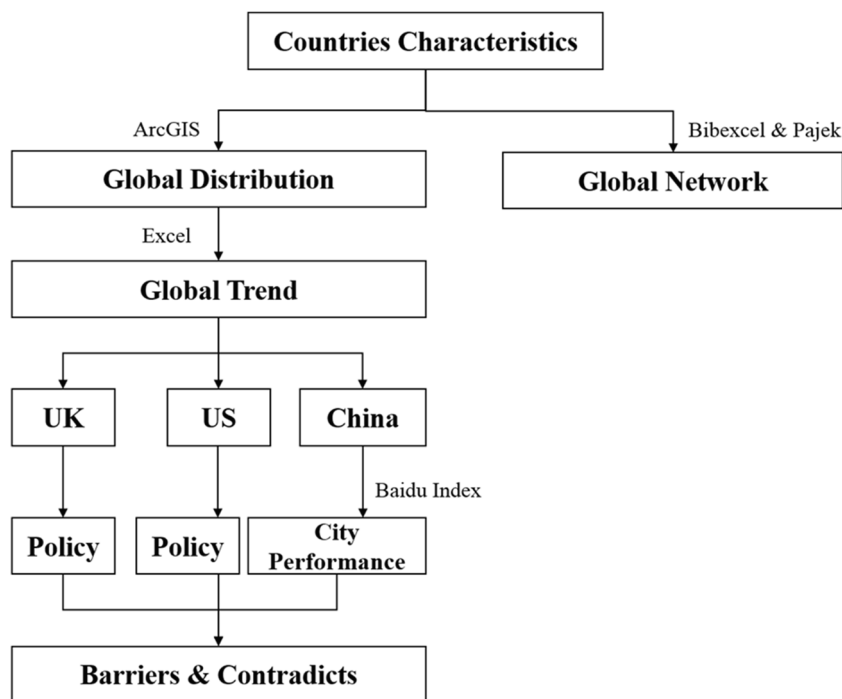 Countries Characteristics
ArcGIS
Bibexcel & Pajek
Global Distribution
Global Network
Excel
Global Trend
UK
US
China
Baidu Index
Policy
Policy
City
Performance
Barriers & Contradicts